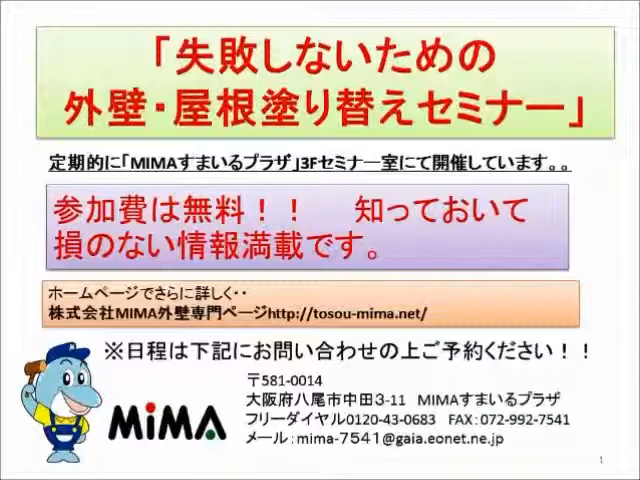 「失敗しないための
外壁・屋根塗り替えセミナー」
定期的に「MIMAすまいるプラザ」3Fセミナー室にて開催しています。。
参加費は無料！！　知っておいて
損のない情報満載です。
ホームページでさらに詳しく・・
株式会社MIMA外壁専門ページhttp://tosou-mima.net/
※日程は下記にお問い合わせの上ご予約ください！！
〒581-0014
大阪府八尾市中田3-11　MIMAすまいるプラザ
フリーダイヤル0120-43-0683　FAX：072-992-7541
メール：mima-7541@gaia.eonet.ne.jp
MiMA
1